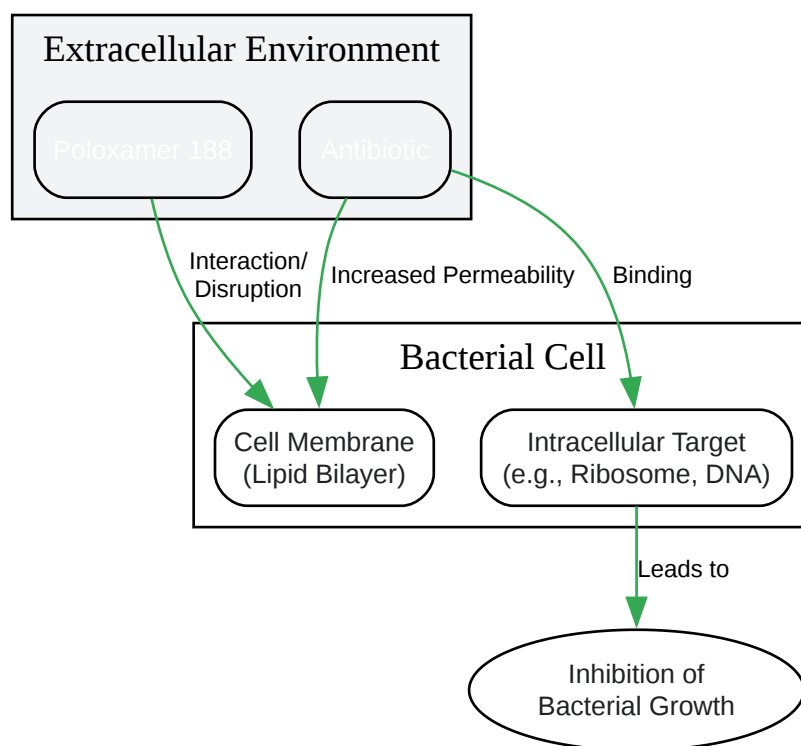 Extracellular Environment
Poloxamer 188
Antibiotic
Interaction/
Disruption
Increased Permeability
Binding
Bacterial Cell
Cell Membrane
(Lipid Bilayer)
Intracellular Target
(e.g., Ribosome, DNA)
Leads to
Inhibition of
Bacterial Growth